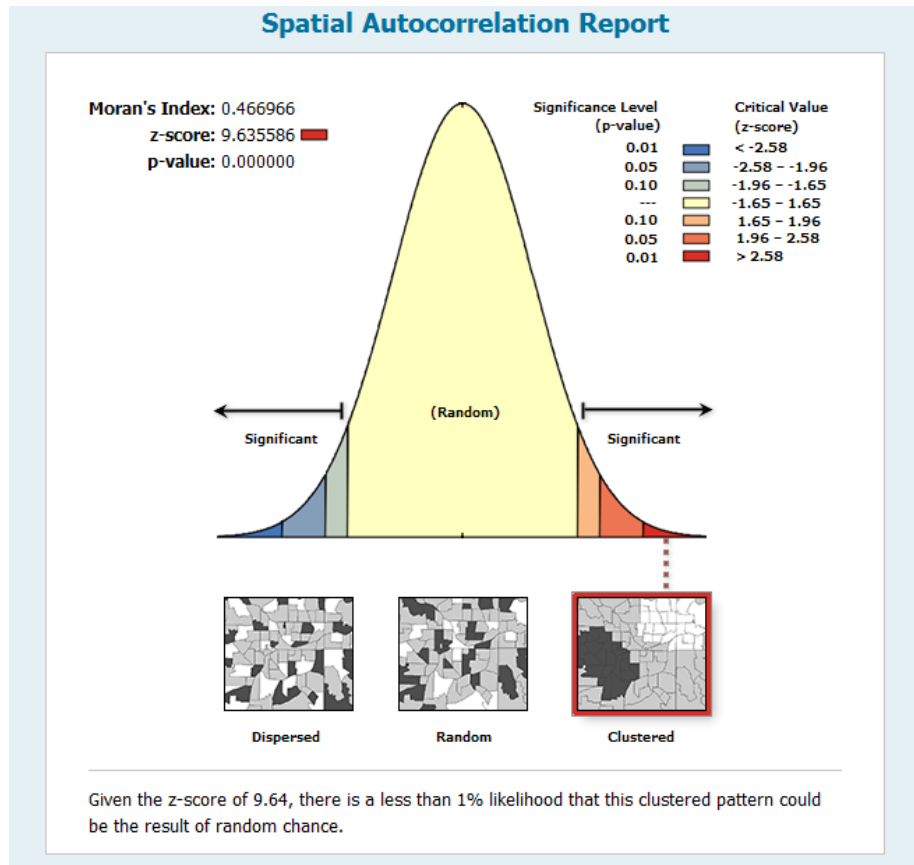 Spatial Autocorrelation Report
Moran's Index: 0.466966
z-score: 9.635586
p-value: 0.000000
Significance Level
(p-value)
Critical Value
(z-score)
0.01 < -2.58
0.05 -2.58 – -1.96
0.10 -1.96 – -1.65
--- -1.65 – 1.65
0.10 1.65 – 1.96
0.05 1.96 – 2.58
0.01 > 2.58
(Random)
Significant
Significant
Dispersed
Random
Clustered
Given the z-score of 9.64, there is a less than 1% likelihood that this clustered pattern could
be the result of random chance.